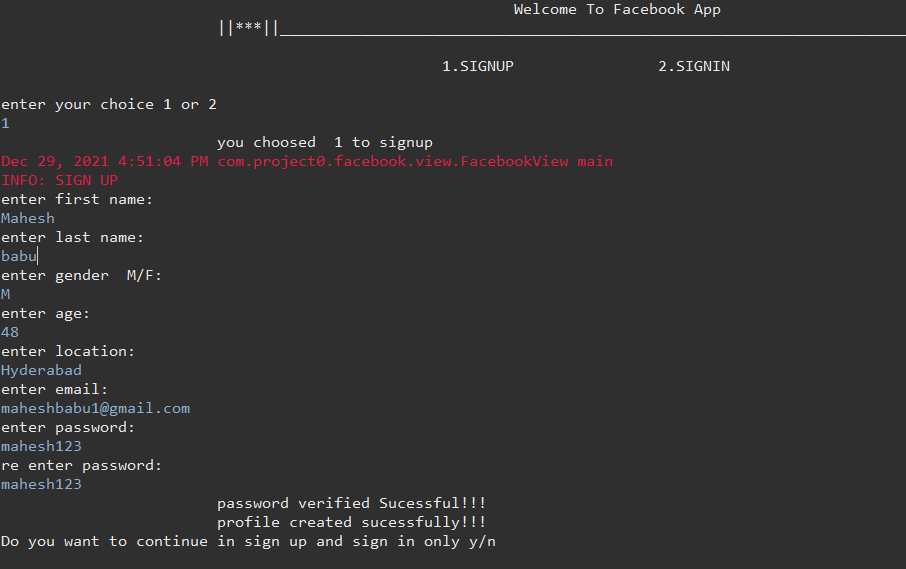 Welcome To Facebook App
||***||______________________________________________________________________
1.SIGNUP 2.SIGNIN
enter your choice 1 or 2
1
you choosed  1 to signup
Dec 29, 2021 4:51:04 PM com.project0.facebook.view.FacebookView main
INFO: SIGN UP
enter first name:
Mahesh
enter last name:
babu
enter gender  M/F:
M
enter age:
48
enter location:
Hyderabad
enter email:
maheshbabu1@gmail.com
enter password:
mahesh123
re enter password:
mahesh123
password verified Sucessful!!!
profile created sucessfully!!!
Do you want to continue in sign up and sign in only y/n